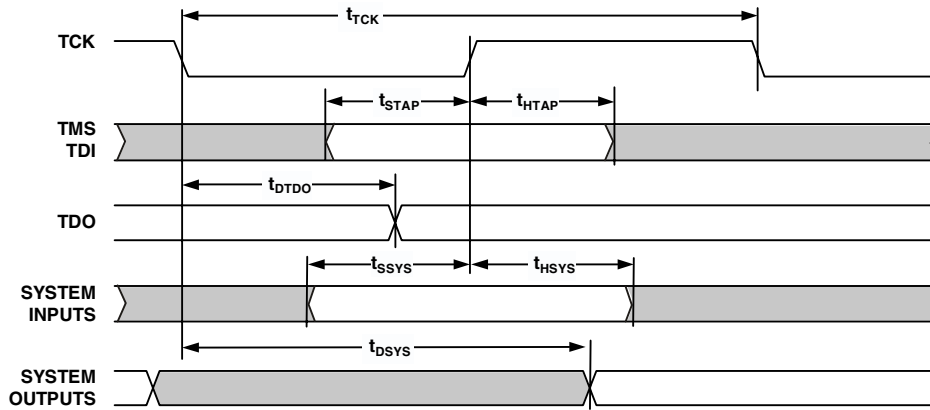 tTCK
TCK
tSTAP
tHTAP
TMS
TDI
tDTDO
TDO
tSSYS
tHSYS
SYSTEM
INPUTS
tDSYS
SYSTEM
OUTPUTS